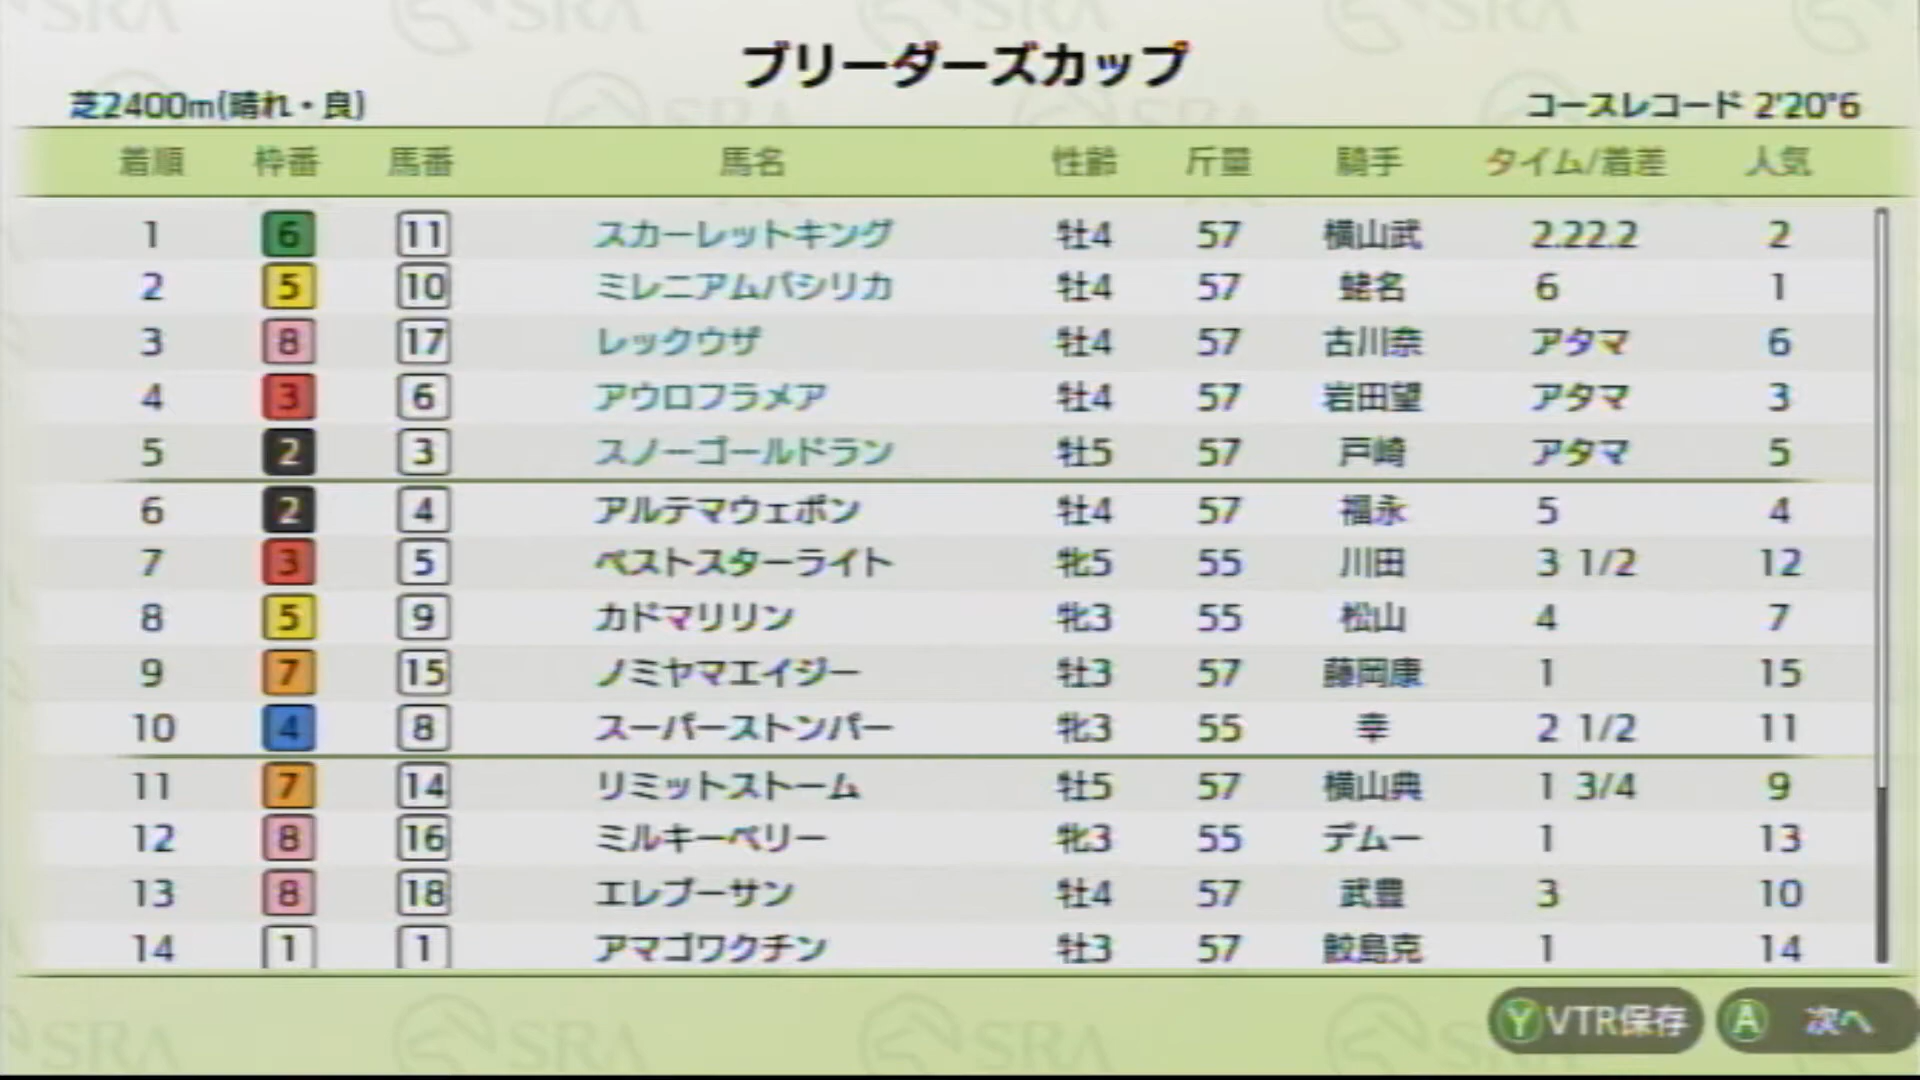 SRA SRA SRA SRA
ブリーダーズカップ
芝2400m(晴れ・良) コースレコード 2'20"6
着順 枠番 馬番 馬名 性齢 斤量 騎手 タイム/着差 人気
1 6 11 スカーレットキング 牡4 57 横山武 2.22.2 2
2 5 10 ミレニアムバシリカ 牡4 57 蛯名 6 1
3 8 17 レックウザ 牡4 57 古川奈 アタマ 6
4 3 6 アウロフラメア 牡4 57 岩田望 アタマ 3
5 2 3 スノーゴールドラン 牡5 57 戸崎 アタマ 5
6 2 4 アルテマウェポン 牡4 57 福永 5 4
7 3 5 ベストスターライト 牝5 55 川田 3 1/2 12
8 5 9 カドマリリン 牝3 55 松山 4 7
9 7 15 ノミヤマエイジー 牡3 57 藤岡康 1 15
10 4 8 スーパーストンパー 牝3 55 幸 2 1/2 11
11 7 14 リミットストーム 牡5 57 横山典 1 3/4 9
12 8 16 ミルキーベリー 牝3 55 デムー 1 13
13 8 18 エレブーサン 牡4 57 武豊 3 10
14 1 1 アマゴワクチン 牡3 57 鮫島克 1 14
Y VTR保存 A 次へ
SRA SRA SRA